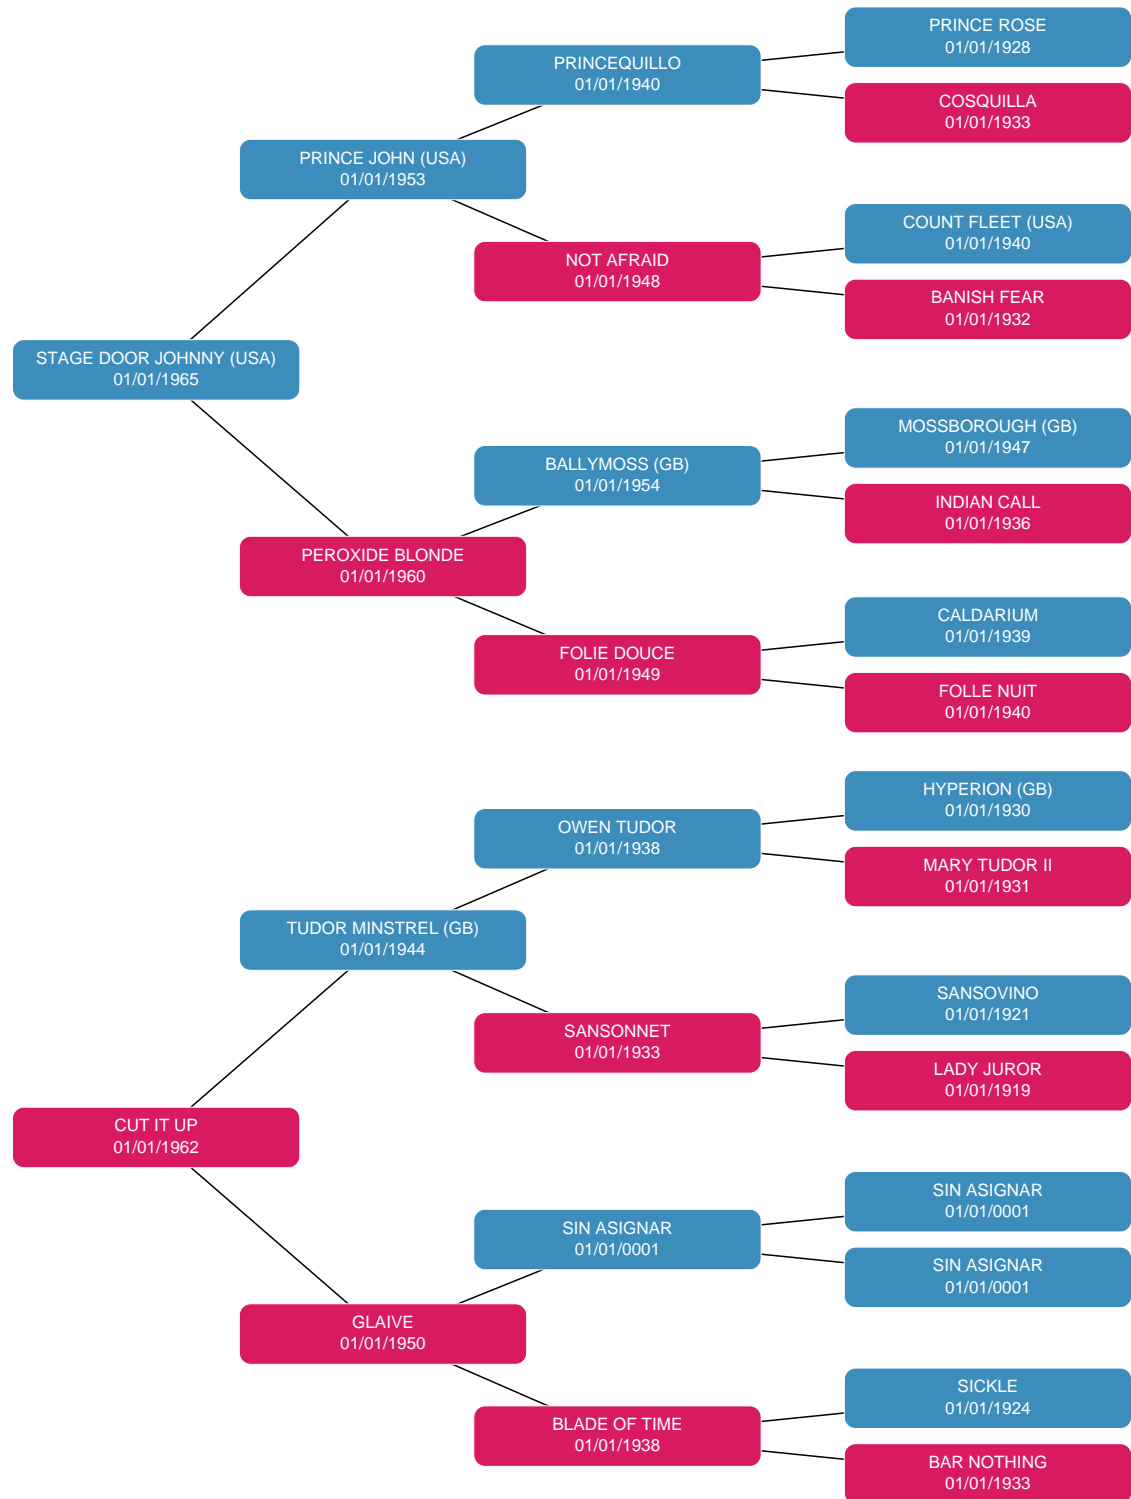 PRINCE ROSE
01/01/1928
PRINCEQUILLO
01/01/1940
COSQUILLA
01/01/1933
PRINCE JOHN (USA)
01/01/1953
COUNT FLEET (USA)
01/01/1940
NOT AFRAID
01/01/1948
BANISH FEAR
01/01/1932
STAGE DOOR JOHNNY (USA)
01/01/1965
MOSSBOROUGH (GB)
01/01/1947
BALLYMOSS (GB)
01/01/1954
INDIAN CALL
01/01/1936
PEROXIDE BLONDE
01/01/1960
CALDARIUM
01/01/1939
FOLIE DOUCE
01/01/1949
FOLLE NUIT
01/01/1940
HYPERION (GB)
01/01/1930
OWEN TUDOR
01/01/1938
MARY TUDOR II
01/01/1931
TUDOR MINSTREL (GB)
01/01/1944
SANSOVINO
01/01/1921
SANSONNET
01/01/1933
LADY JUROR
01/01/1919
CUT IT UP
01/01/1962
SIN ASIGNAR
01/01/0001
SIN ASIGNAR
01/01/0001
SIN ASIGNAR
01/01/0001
GLAIVE
01/01/1950
SICKLE
01/01/1924
BLADE OF TIME
01/01/1938
BAR NOTHING
01/01/1933